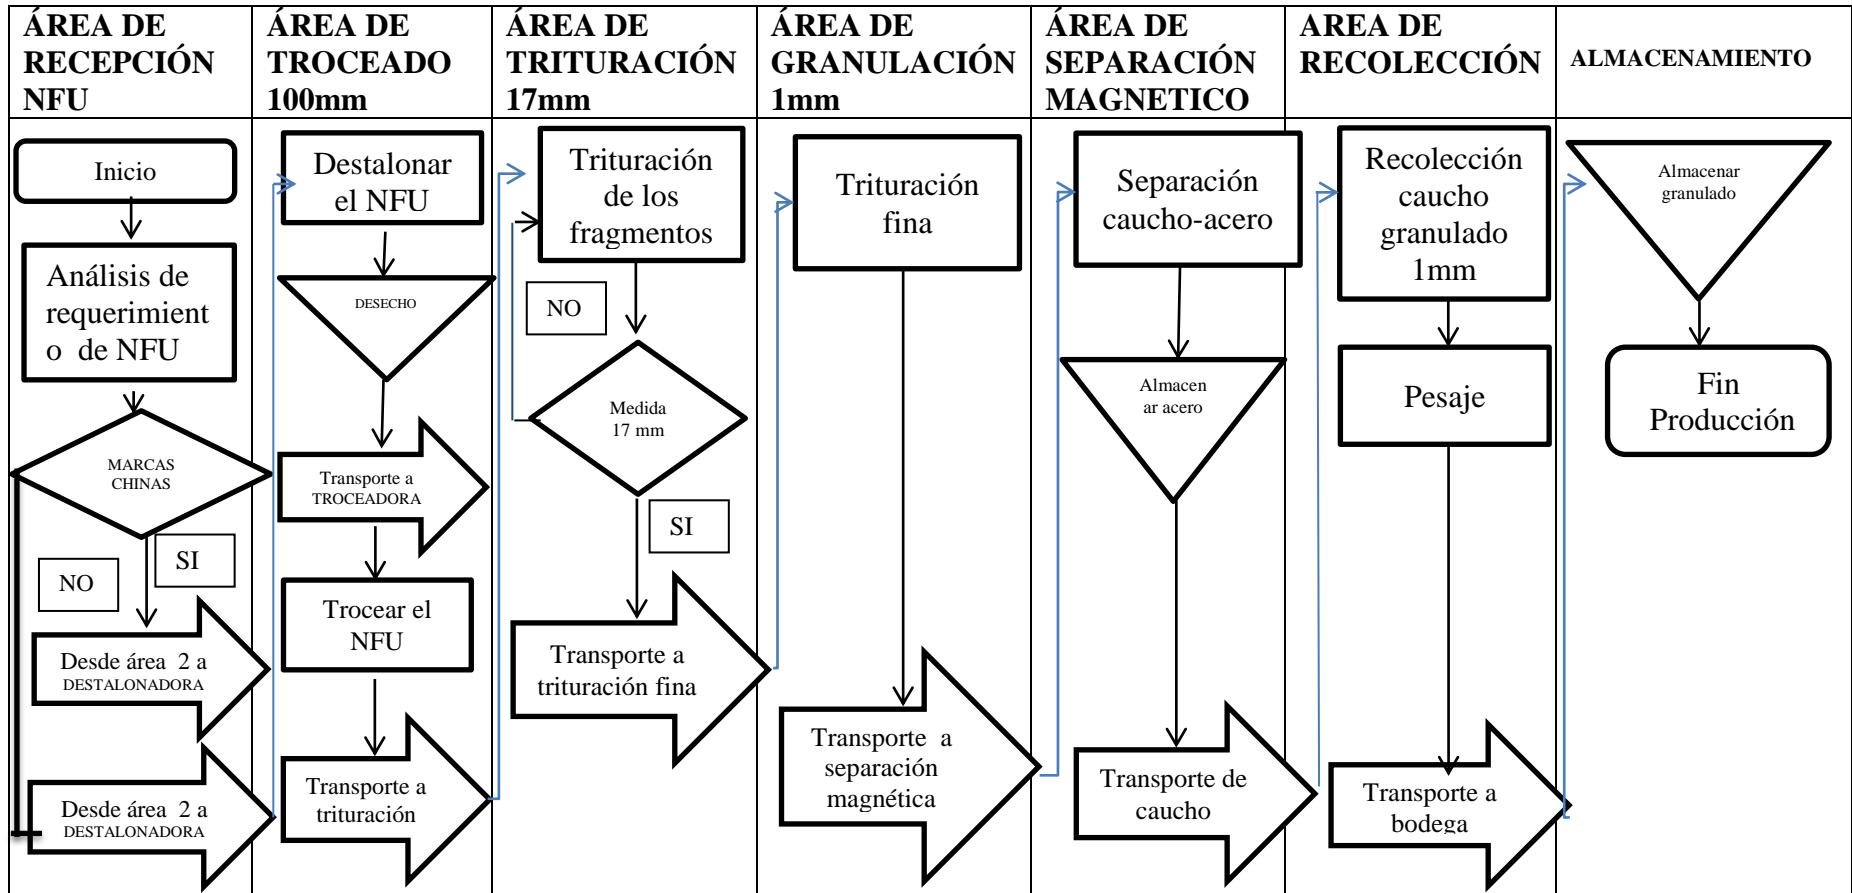 ÁREA DE
RECEPCIÓN
NFU
ÁREA DE
TROCEADO
100mm
ÁREA DE
TRITURACIÓN
17mm
ÁREA DE
GRANULACIÓN
1mm
ÁREA DE
SEPARACIÓN
MAGNETICO
AREA DE
RECOLECCIÓN
ALMACENAMIENTO
Inicio
Análisis de
requerimient
o de NFU
MARCAS
CHINAS
NO
SI
Desde área 2 a
DESTALONADORA
Desde área 2 a
DESTALONADORA
Destalonar
el NFU
DESECHO
Transporte a
TROCEADORA
Trocear el
NFU
Transporte a
trituración
Trituración
de los
fragmentos
NO
Medida
17 mm
SI
Transporte a
trituración fina
Trituración
fina
Transporte a
separación
magnética
Separación
caucho-acero
Almacen
ar acero
Transporte de
caucho
Recolección
caucho
granulado
1mm
Pesaje
Transporte a
bodega
Almacenar
granulado
Fin
Producción